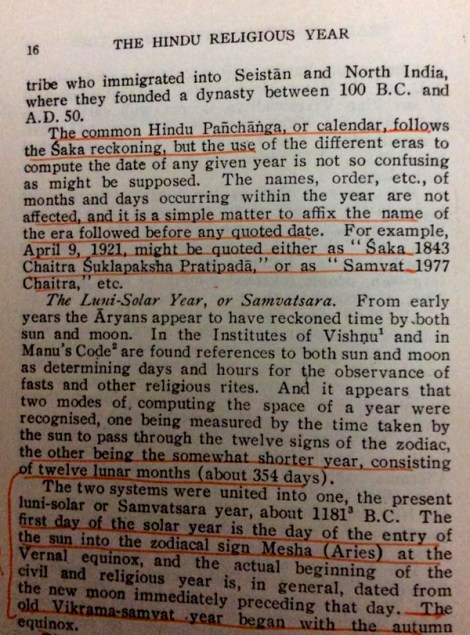 16 THE HINDU RELIGIOUS YEAR
tribe who immigrated into Seistān and North India,
where they founded a dynasty between 100 B.C. and
A.D. 50.
The common Hindu Pañchāṅga, or calendar, follows
the Śaka reckoning, but the use of the different eras to
compute the date of any given year is not so confusing
as might be supposed. The names, order, etc., of
months and days occurring within the year are not
affected, and it is a simple matter to affix the name of
the era followed before any quoted date. For example,
April 9, 1921, might be quoted either as “Śaka 1843
Chaitra Śuklapaksha Pratipadā,” or as “Samvat 1977
Chaitra,” etc.
The Luni-Solar Year, or Samvatsara. From early
years the Āryans appear to have reckoned time by both
sun and moon. In the Institutes of Vishṇu¹ and in
Manu's Code² are found references to both sun and moon
as determining days and hours for the observance of
fasts and other religious rites. And it appears that
two modes of computing the space of a year were
recognised, one being measured by the time taken by
the sun to pass through the twelve signs of the zodiac,
the other being the somewhat shorter year, consisting
of twelve lunar months (about 354 days).
The two systems were united into one, the present
luni-solar or Samvatsara year, about 1181³ B.C. The
first day of the solar year is the day of the entry of
the sun into the zodiacal sign Mesha (Aries) at the
Vernal equinox, and the actual beginning of the
civil and religious year is, in general, dated from
the new moon immediately preceding that day. The
old Vikrama-samvat year began with the autumn
equinox.